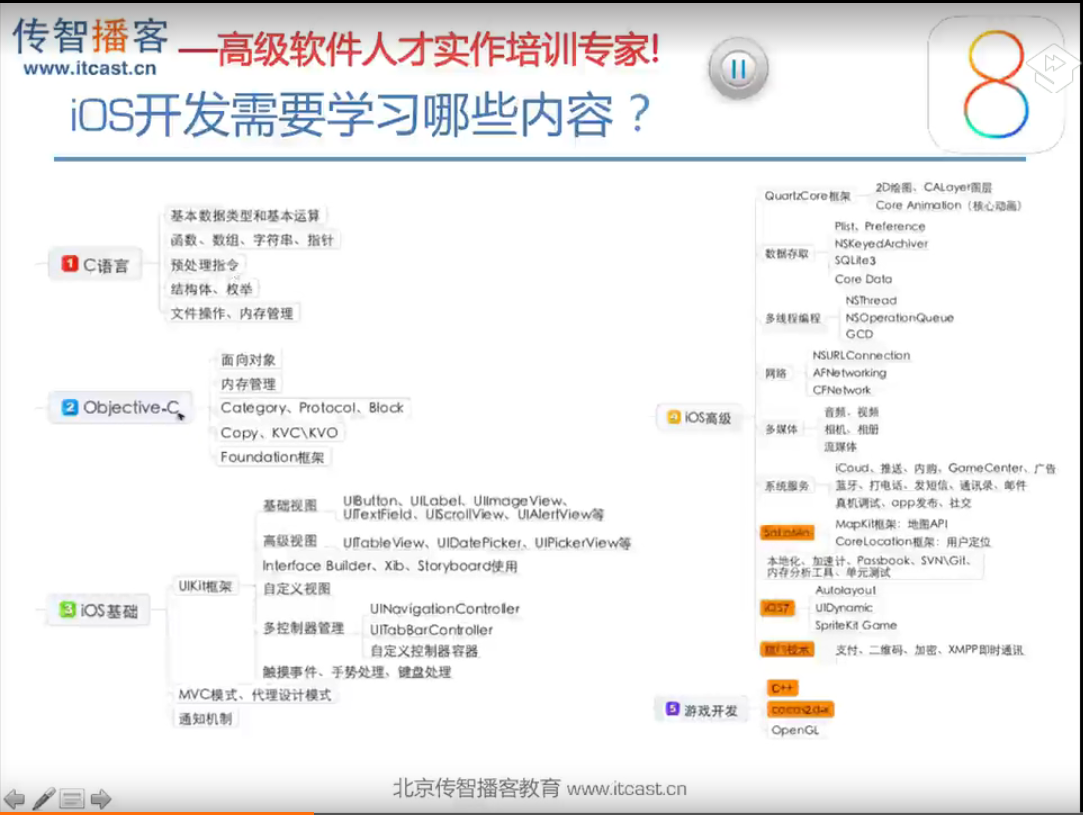 传智播客
www.itcast.cn
—高级软件人才实作培训专家!
8
iOS开发需要学习哪些内容？
1 C语言
基本数据类型和基本运算
函数、数组、字符串、指针
预处理指令
结构体、枚举
文件操作、内存管理
2 Objective-C
面向对象
内存管理
Category、Protocol、Block
Copy、KVC\KVO
Foundation框架
3 iOS基础
UIKit框架
基础视图
UIButton、UILabel、UIImageView、
UITextField、UIScrollView、UIAlertView等
高级视图
UITableView、UIDatePicker、UIPickerView等
Interface Builder、Xib、Storyboard使用
自定义视图
多控制器管理
UINavigationController
UITabBarController
自定义控制器容器
触摸事件、手势处理、键盘处理
MVC模式、代理设计模式
通知机制
4 iOS高级
QuartzCore框架
2D绘图、CALayer图层
Core Animation（核心动画）
数据存取
Plist、Preference
NSKeyedArchiver
SQLite3
Core Data
多线程编程
NSThread
NSOperationQueue
GCD
网络
NSURLConnection
AFNetworking
CFNetwork
多媒体
音频、视频
相机、相册
流媒体
系统服务
iCoud、推送、内购、GameCenter、广告
蓝牙、打电话、发短信、通讯录、邮件
真机调试、app发布、社交
MapKit框架：地图API
CoreLocation框架：用户定位
本地化、加速计、Passbook、SVN\Git、
内存分析工具、单元测试
iOS7
Autolayout
UIDynamic
SpriteKit Game
支付、二维码、加密、XMPP即时通讯
5 游戏开发
C++
cocos2d-x
OpenGL
北京传智播客教育 www.itcast.cn